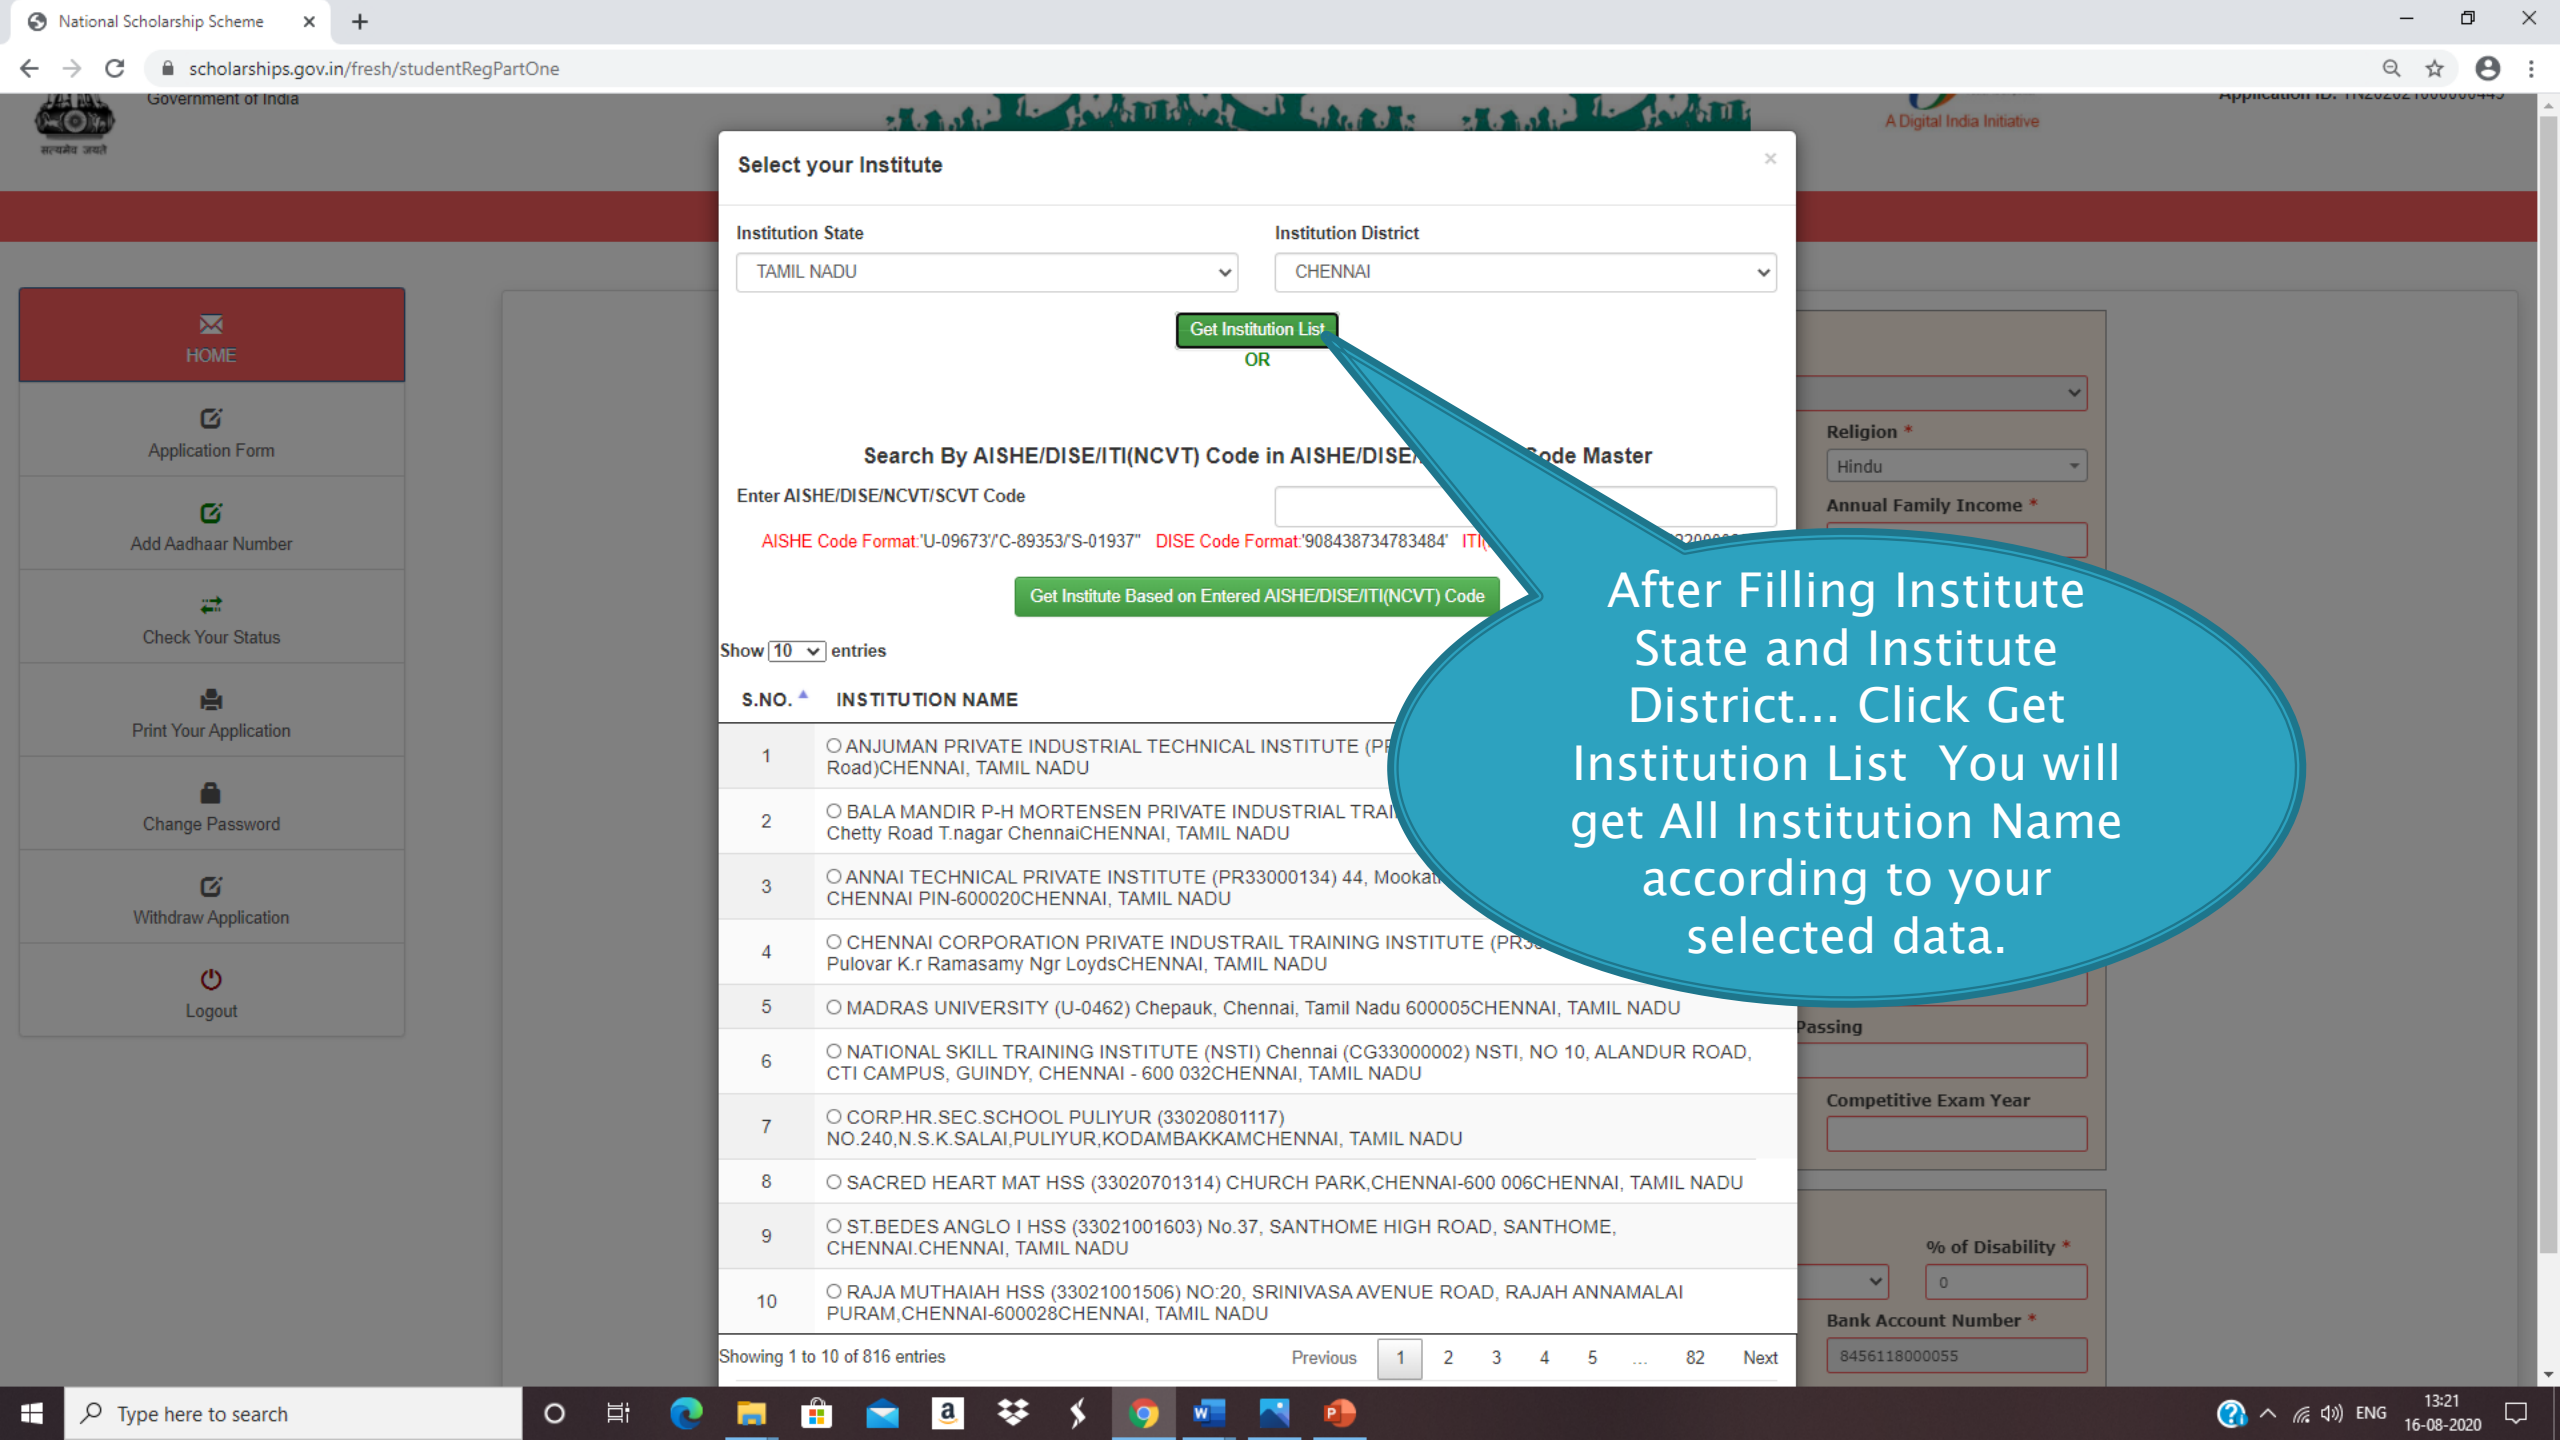 National Scholarship Scheme
scholarships.gov.in/fresh/studentRegPartOne
Government of India
सत्यमेव जयते
A Digital India Initiative
Select your Institute
Institution State
Institution District
TAMIL NADU
CHENNAI
Get Institution List
OR
HOME
Application Form
Add Aadhaar Number
Check Your Status
Print Your Application
Change Password
Withdraw Application
Logout
Search By AISHE/DISE/ITI(NCVT) Code in AISHE/DISE/ Code Master
Enter AISHE/DISE/NCVT/SCVT Code
AISHE Code Format:'U-09673'/'C-89353/'S-01937" DISE Code Format:'908438734783484'
Get Institute Based on Entered AISHE/DISE/ITI(NCVT) Code
Show 10 entries
S.NO. INSTITUTION NAME
1 ANJUMAN PRIVATE INDUSTRIAL TECHNICAL INSTITUTE
Road)CHENNAI, TAMIL NADU
2 BALA MANDIR P-H MORTENSEN PRIVATE INDUSTRIAL
Chetty Road T.nagar ChennaiCHENNAI, TAMIL NADU
3 ANNAI TECHNICAL PRIVATE INSTITUTE (PR33000134) 44,
CHENNAI PIN-600020CHENNAI, TAMIL NADU
4 CHENNAI CORPORATION PRIVATE INDUSTRAIL TRAINING INSTITUTE
Pulovar K.r Ramasamy Ngr LoydsCHENNAI, TAMIL NADU
5 MADRAS UNIVERSITY (U-0462) Chepauk, Chennai, Tamil Nadu 600005CHENNAI, TAMIL NADU
6 NATIONAL SKILL TRAINING INSTITUTE (NSTI) Chennai (CG33000002) NSTI, NO 10, ALANDUR ROAD,
CTI CAMPUS, GUINDY, CHENNAI - 600 032CHENNAI, TAMIL NADU
7 CORP.HR.SEC.SCHOOL PULIYUR (33020801117)
NO.240,N.S.K.SALAI,PULIYUR,KODAMBAKKAMCHENNAI, TAMIL NADU
8 SACRED HEART MAT HSS (33020701314) CHURCH PARK,CHENNAI-600 006CHENNAI, TAMIL NADU
9 ST.BEDES ANGLO I HSS (33021001603) No.37, SANTHOME HIGH ROAD, SANTHOME,
CHENNAI.CHENNAI, TAMIL NADU
10 RAJA MUTHAIAH HSS (33021001506) NO:20, SRINIVASA AVENUE ROAD, RAJAH ANNAMALAI
PURAM,CHENNAI-600028CHENNAI, TAMIL NADU
Showing 1 to 10 of 816 entries
Previous 1 2 3 4 5 ... 82 Next
Religion *
Hindu
Annual Family Income *
After Filling Institute
State and Institute
District... Click Get
Institution List You will
get All Institution Name
according to your
selected data.
Passing
Competitive Exam Year
% of Disability *
0
Bank Account Number *
8456118000055
Type here to search
ENG
13:21
16-08-2020